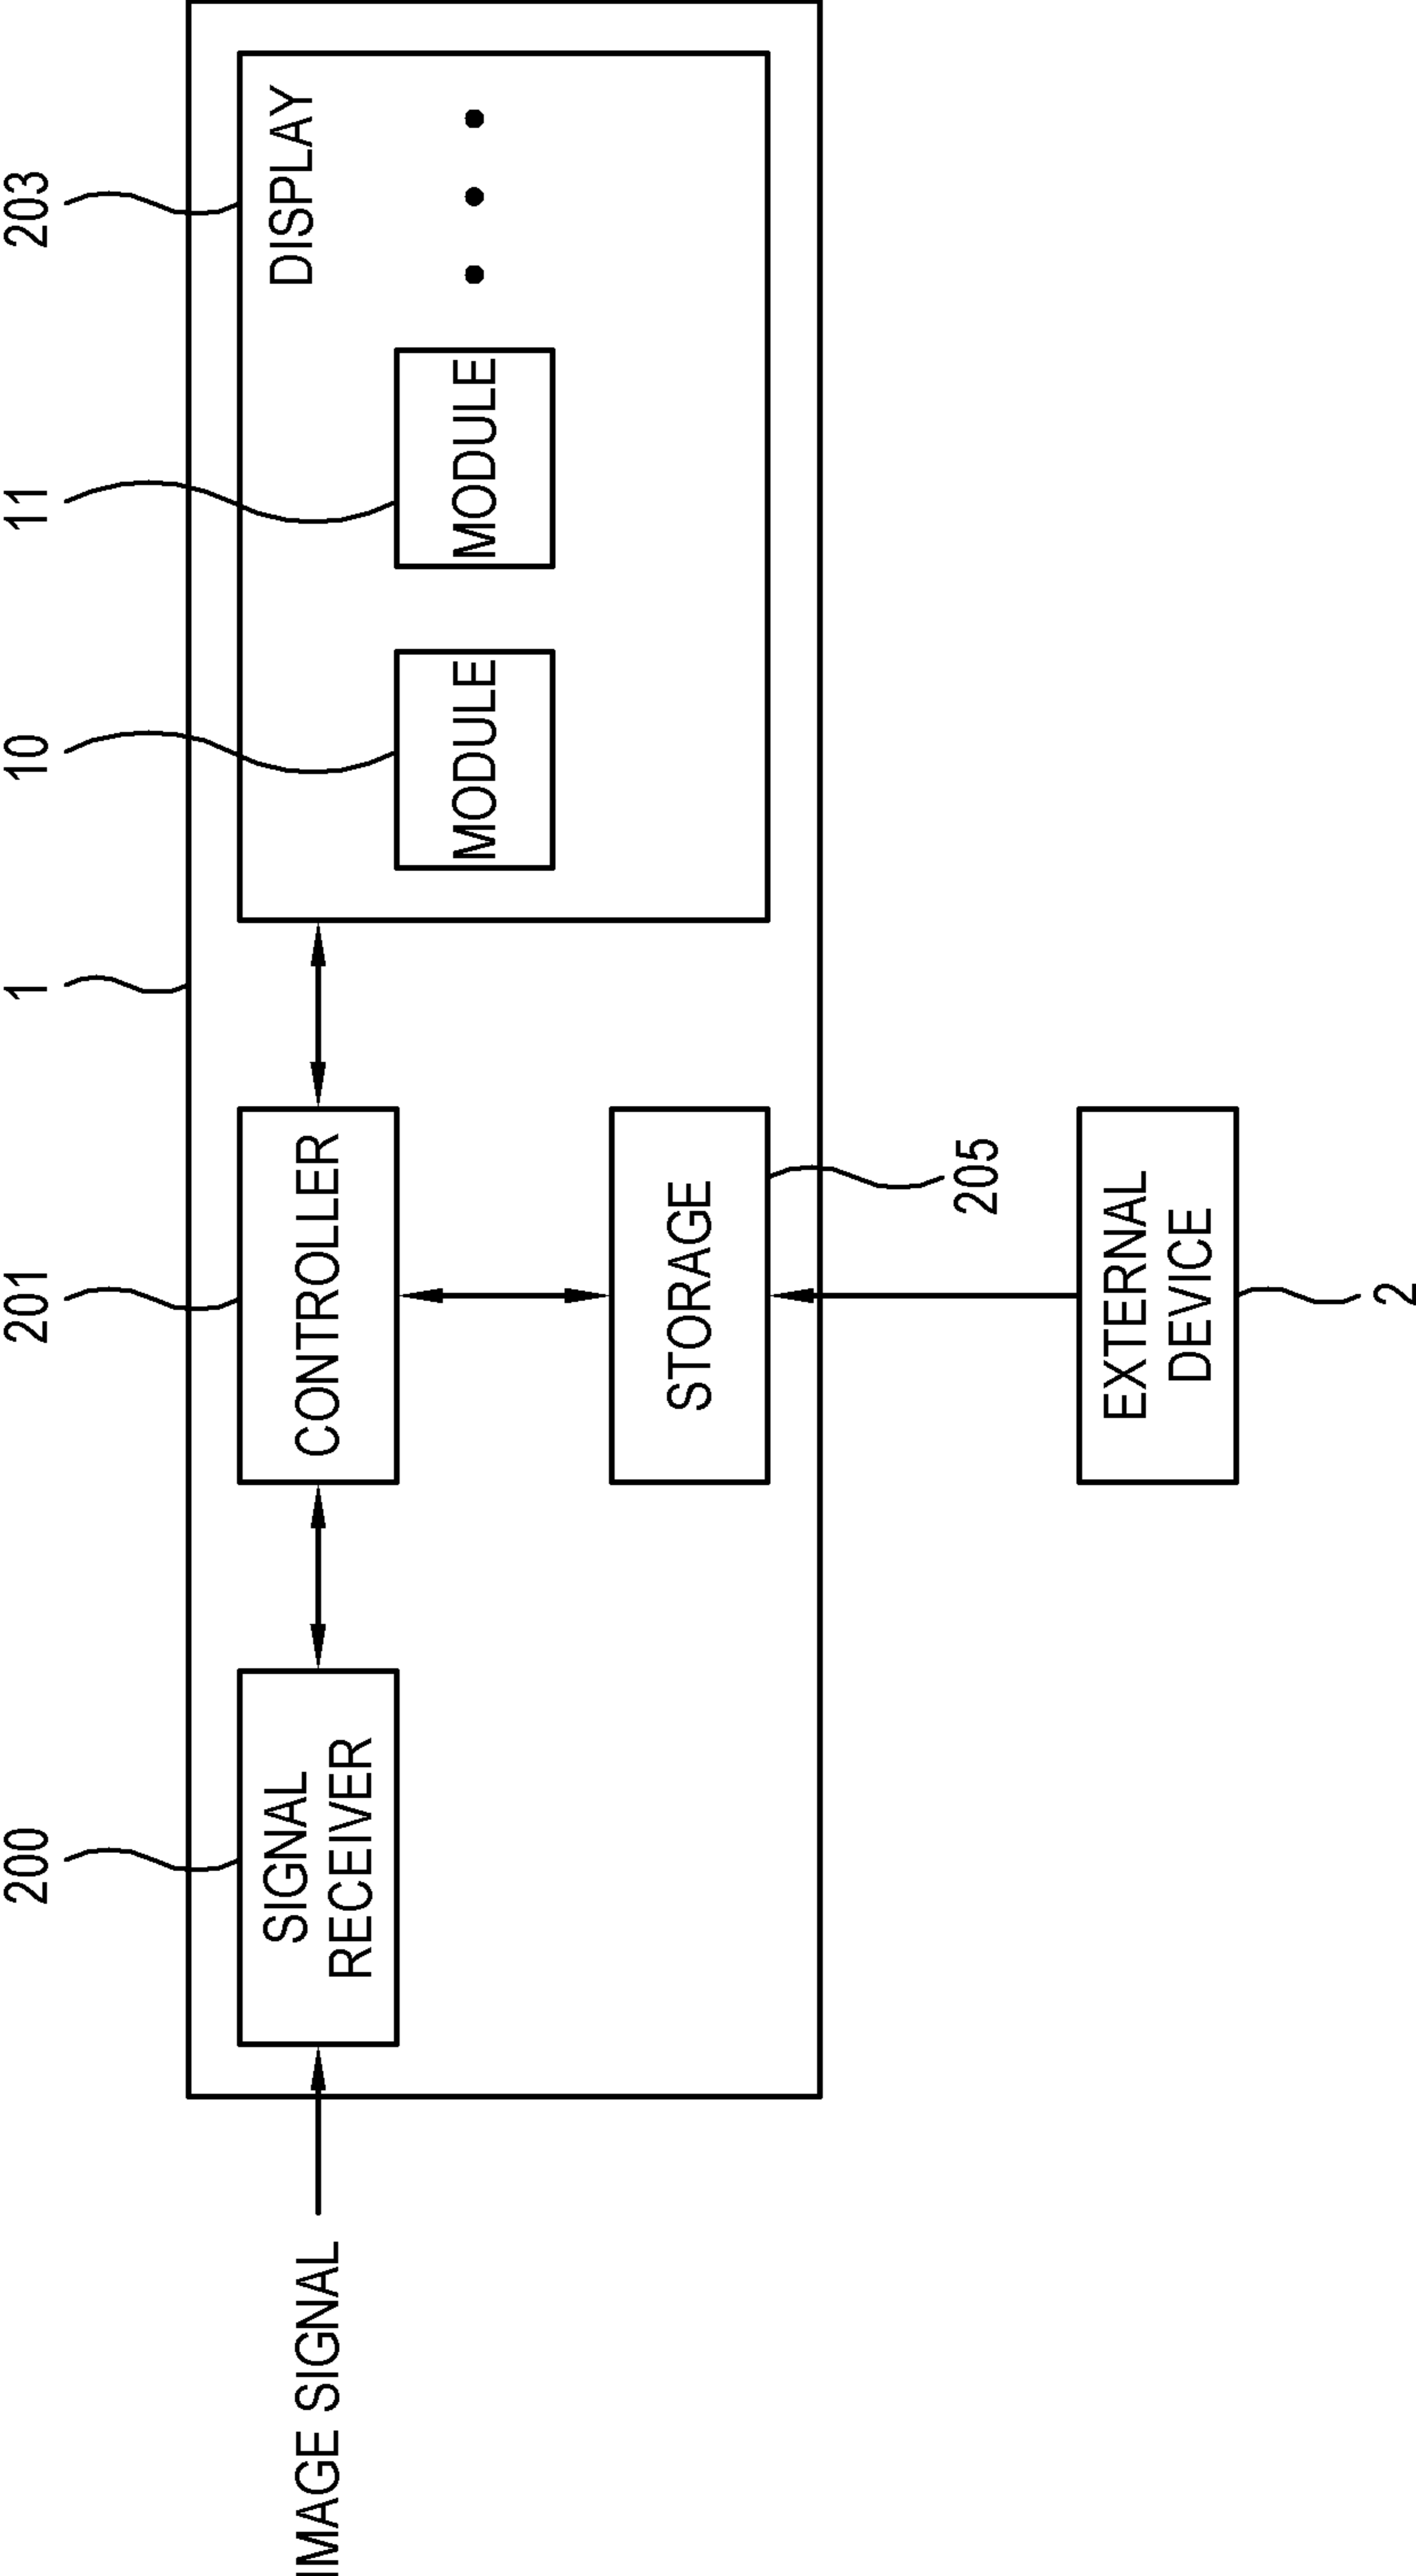 200
201
1
10
11
203
IMAGE SIGNAL
SIGNAL
RECEIVER
CONTROLLER
DISPLAY
MODULE
MODULE
STORAGE
205
EXTERNAL
DEVICE
2